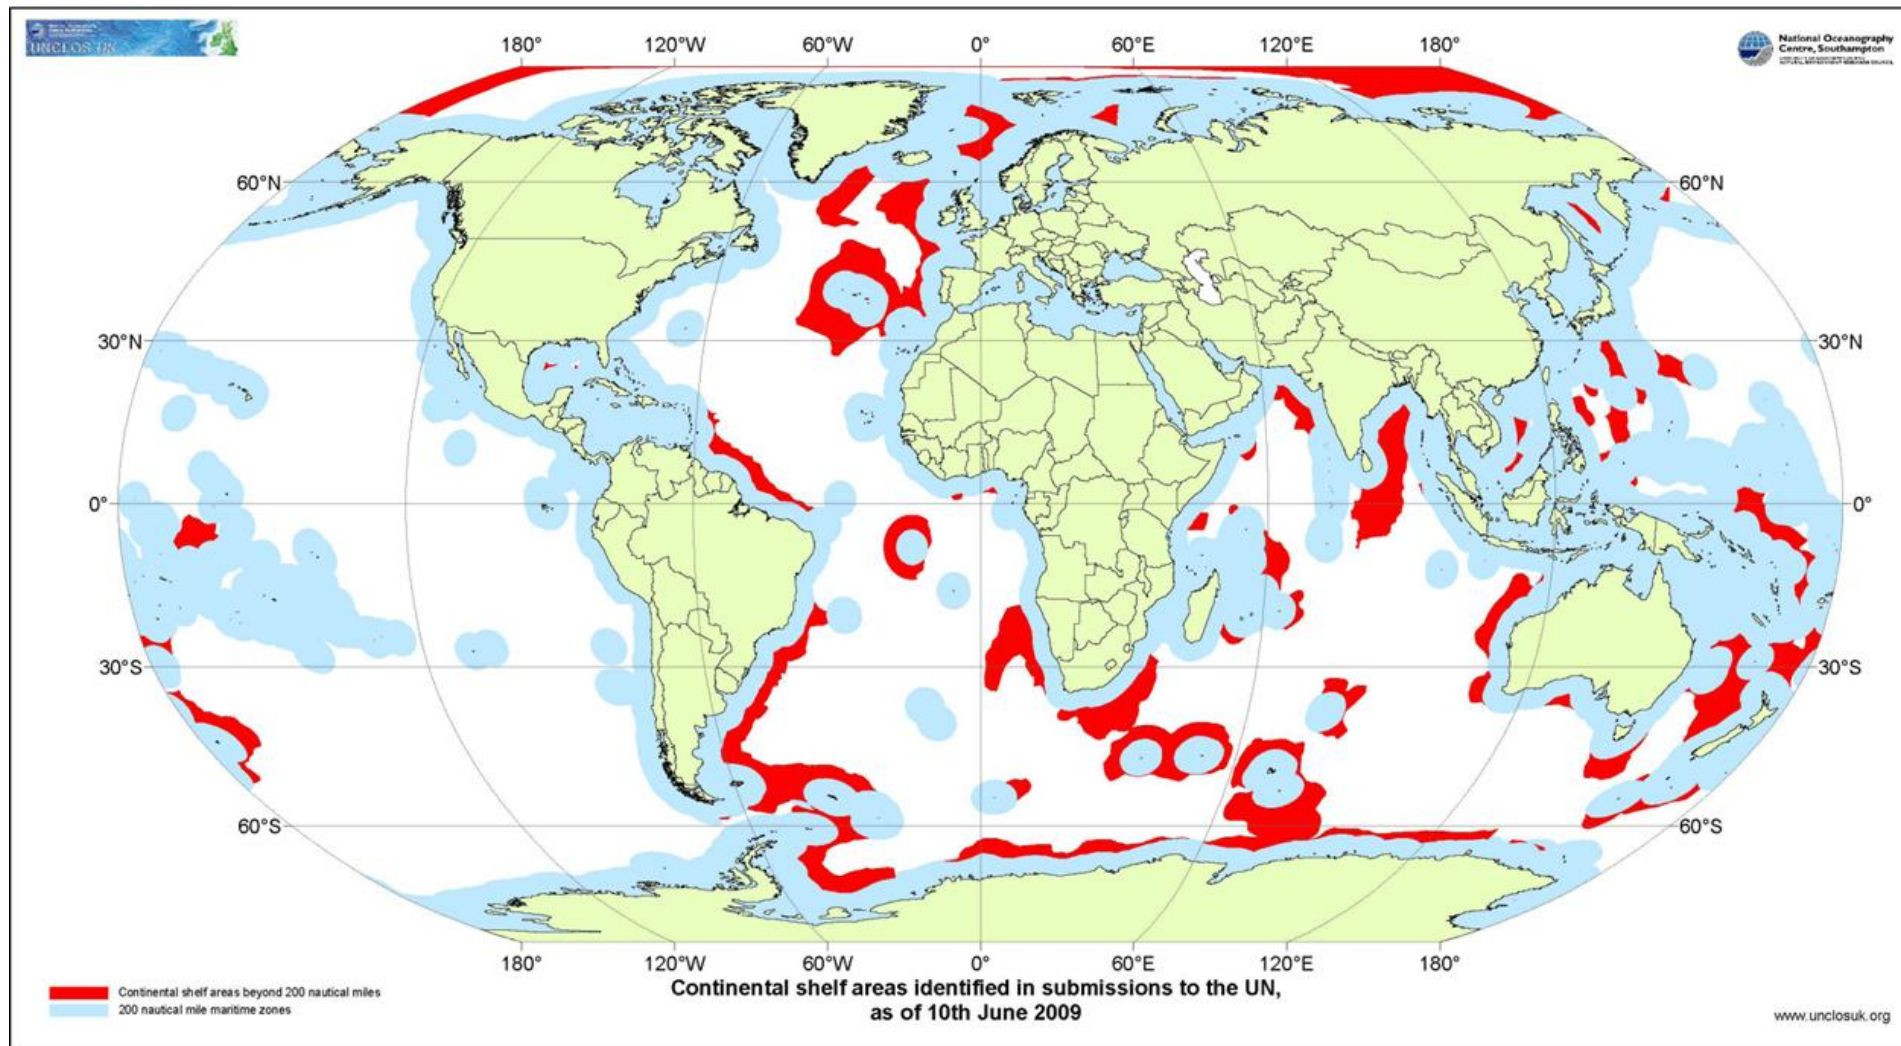 UNCLOS UK
National Oceanography
Centre, Southampton
180° 120°W 60°W 0° 60°E 120°E 180°
60°N 60°N
30°N 30°N
0° 0°
30°S 30°S
60°S 60°S
180° 120°W 60°W 0° 60°E 120°E 180°
Continental shelf areas beyond 200 nautical miles
200 nautical mile maritime zones
Continental shelf areas identified in submissions to the UN,
as of 10th June 2009
www.unclosuk.org